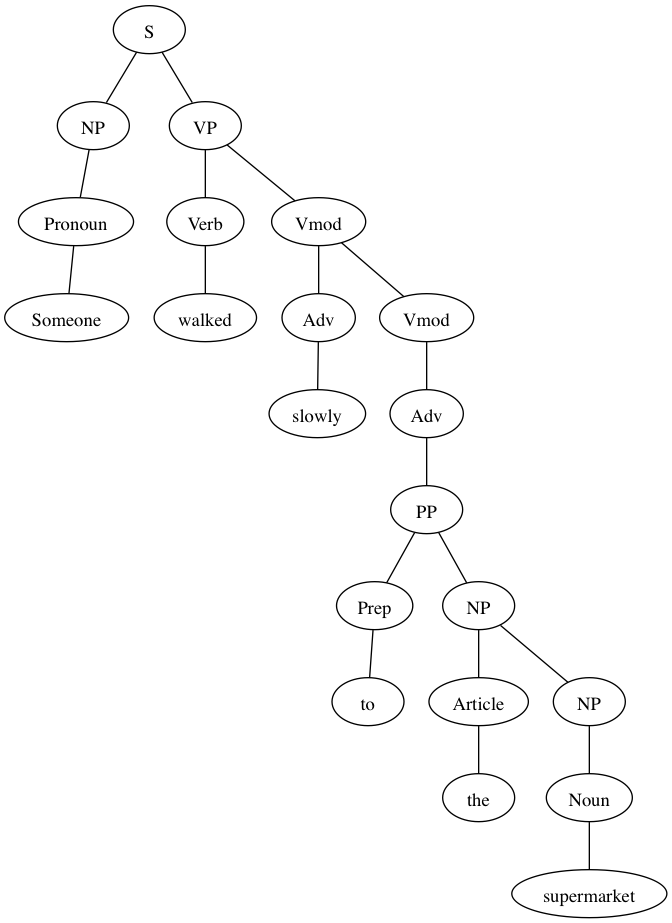 S
NP VP
Pronoun Verb Vmod
Someone walked Adv Vmod
slowly Adv
PP
Prep NP
to Article NP
the Noun
supermarket